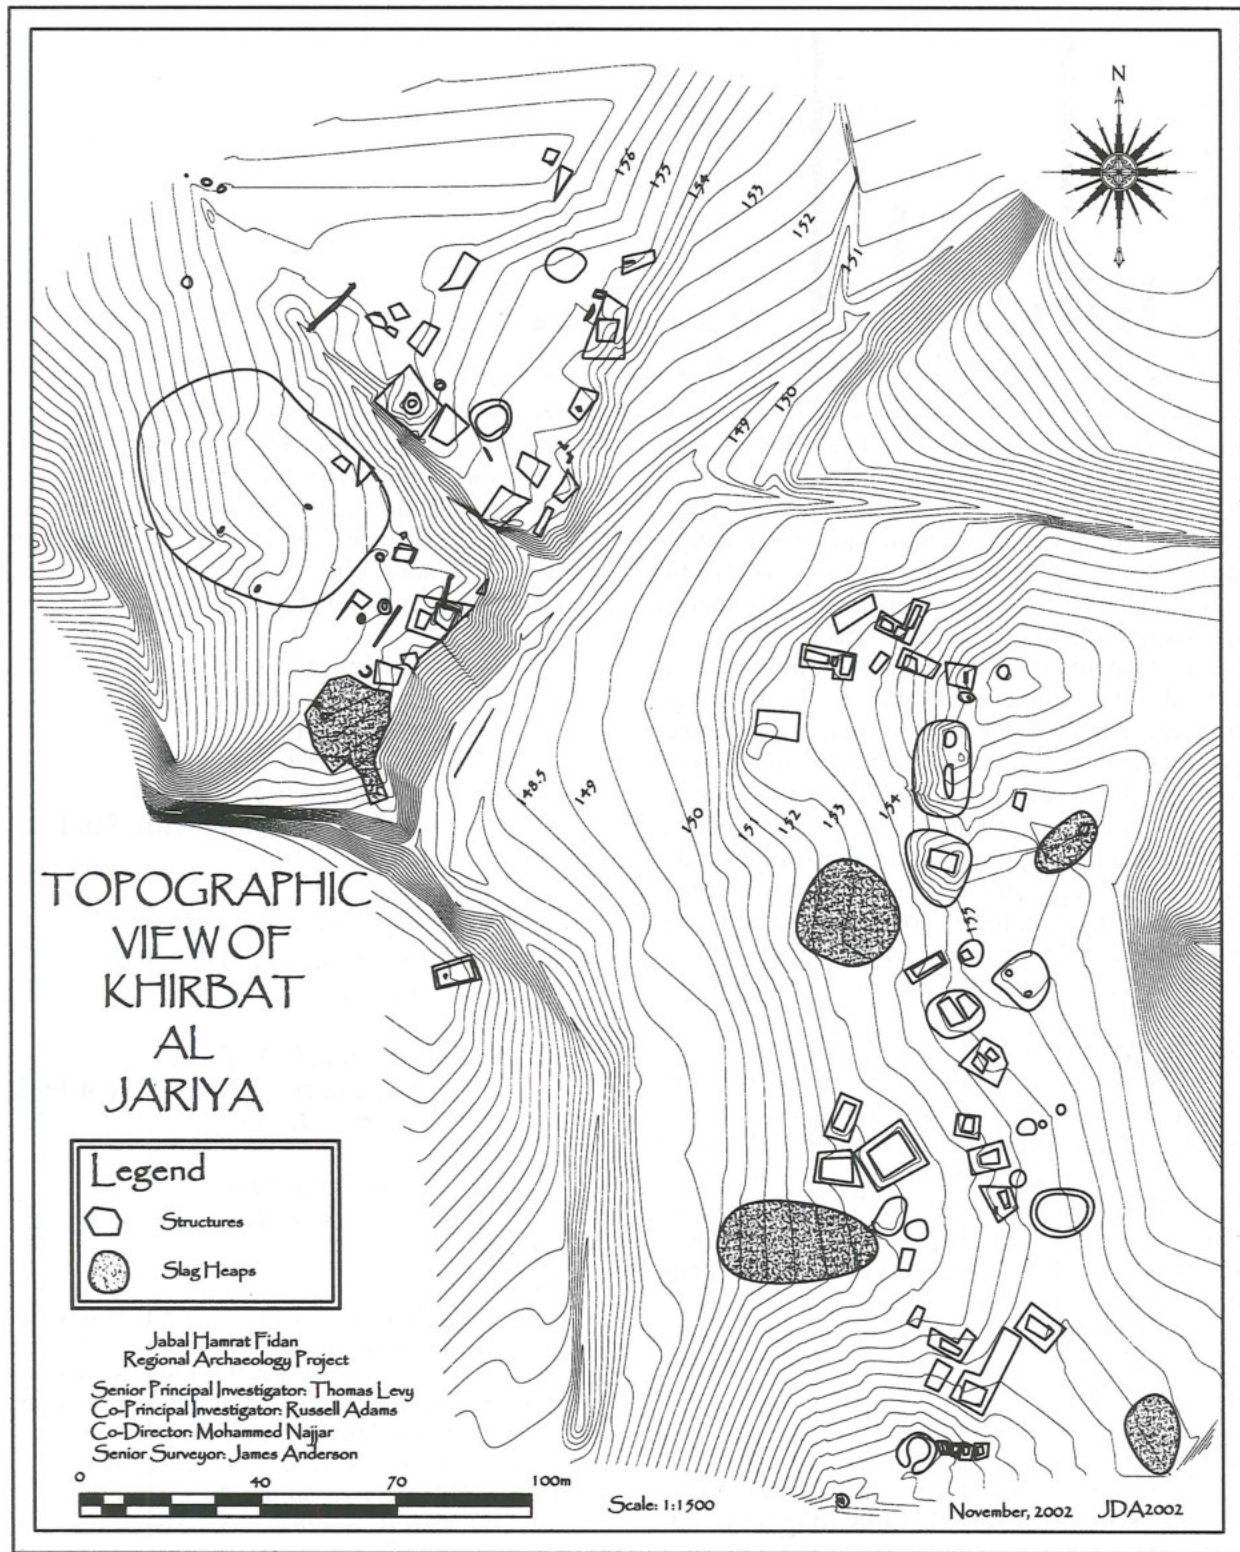 N
156
155
154
153
152
151
150
149
148.5
149
150
151
152
153
154
155
TOPOGRAPHIC
VIEW OF
KHIRBAT
AL
JARIYA
Legend
Structures
Slag Heaps
Jabal Hamrat Fidan
Regional Archaeology Project
Senior Principal Investigator: Thomas Levy
Co-Principal Investigator: Russell Adams
Co-Director: Mohammed Najjar
Senior Surveyor: James Anderson
0 40 70 100m
Scale: 1:1500
November, 2002 JDA2002